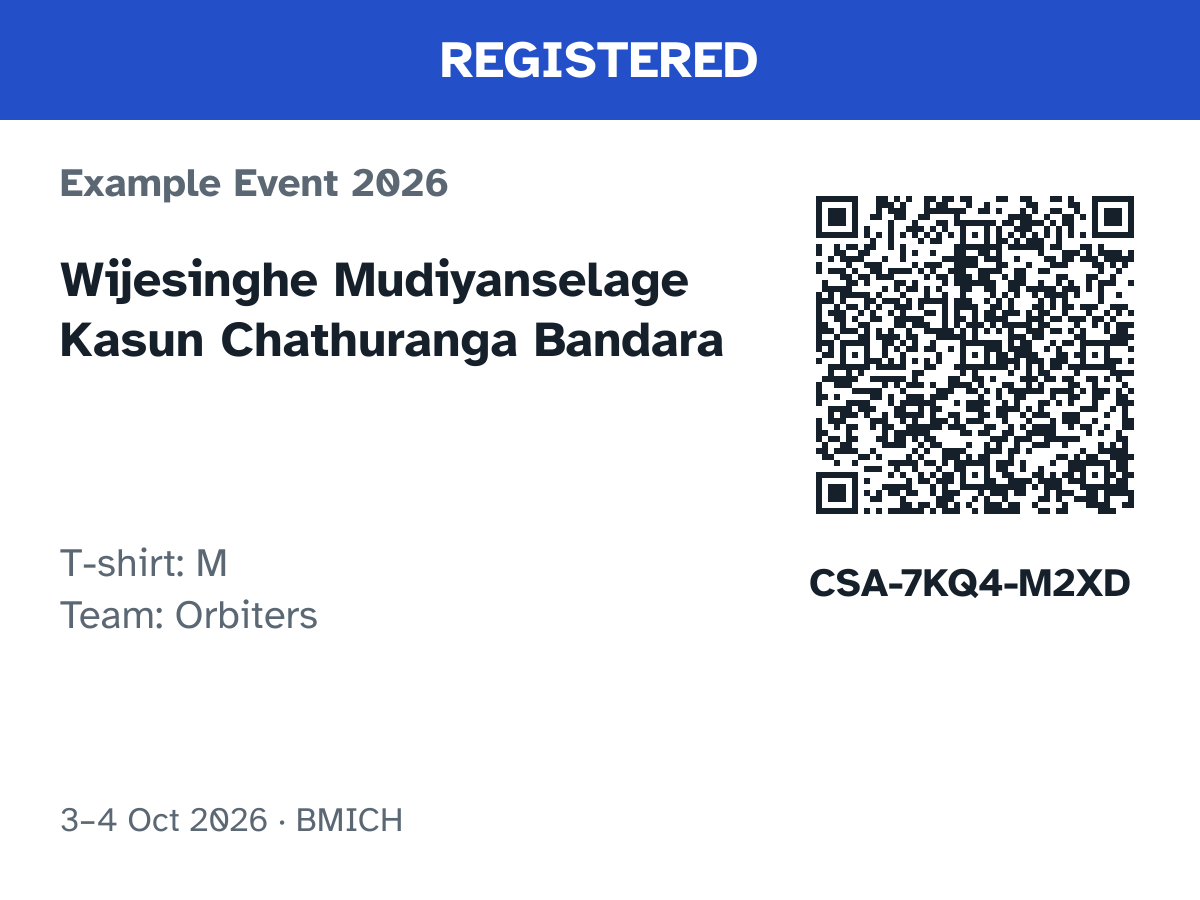 REGISTERED
Example Event 2026
Wijesinghe Mudiyanselage
Kasun Chathuranga Bandara
T-shirt: M
Team: Orbiters
CSA-7KQ4-M2XD
3–4 Oct 2026 · BMICH